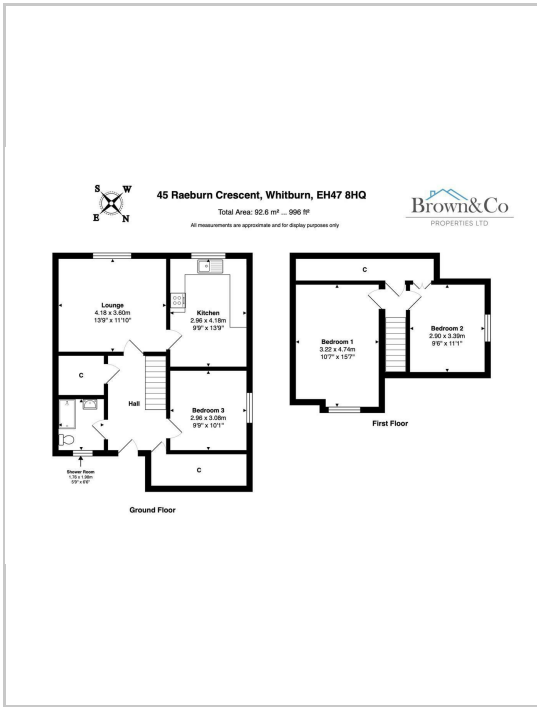 S W
E N
45 Raeburn Crescent, Whitburn, EH47 8HQ
Total Area: 92.6 m² ... 996 ft²
All measurements are approximate and for display purposes only
Brown&Co
PROPERTIES LTD
Lounge
4.18 x 3.60m
13'9" x 11'10"
Kitchen
2.96 x 4.18m
9'9" x 13'9"
C
Hall
Bedroom 3
2.96 x 3.08m
9'9" x 10'1"
C
Shower Room
1.76 x 1.98m
5'9" x 6'6"
Ground Floor
C
Bedroom 1
3.22 x 4.74m
10'7" x 15'7"
Bedroom 2
2.90 x 3.39m
9'6" x 11'1"
First Floor